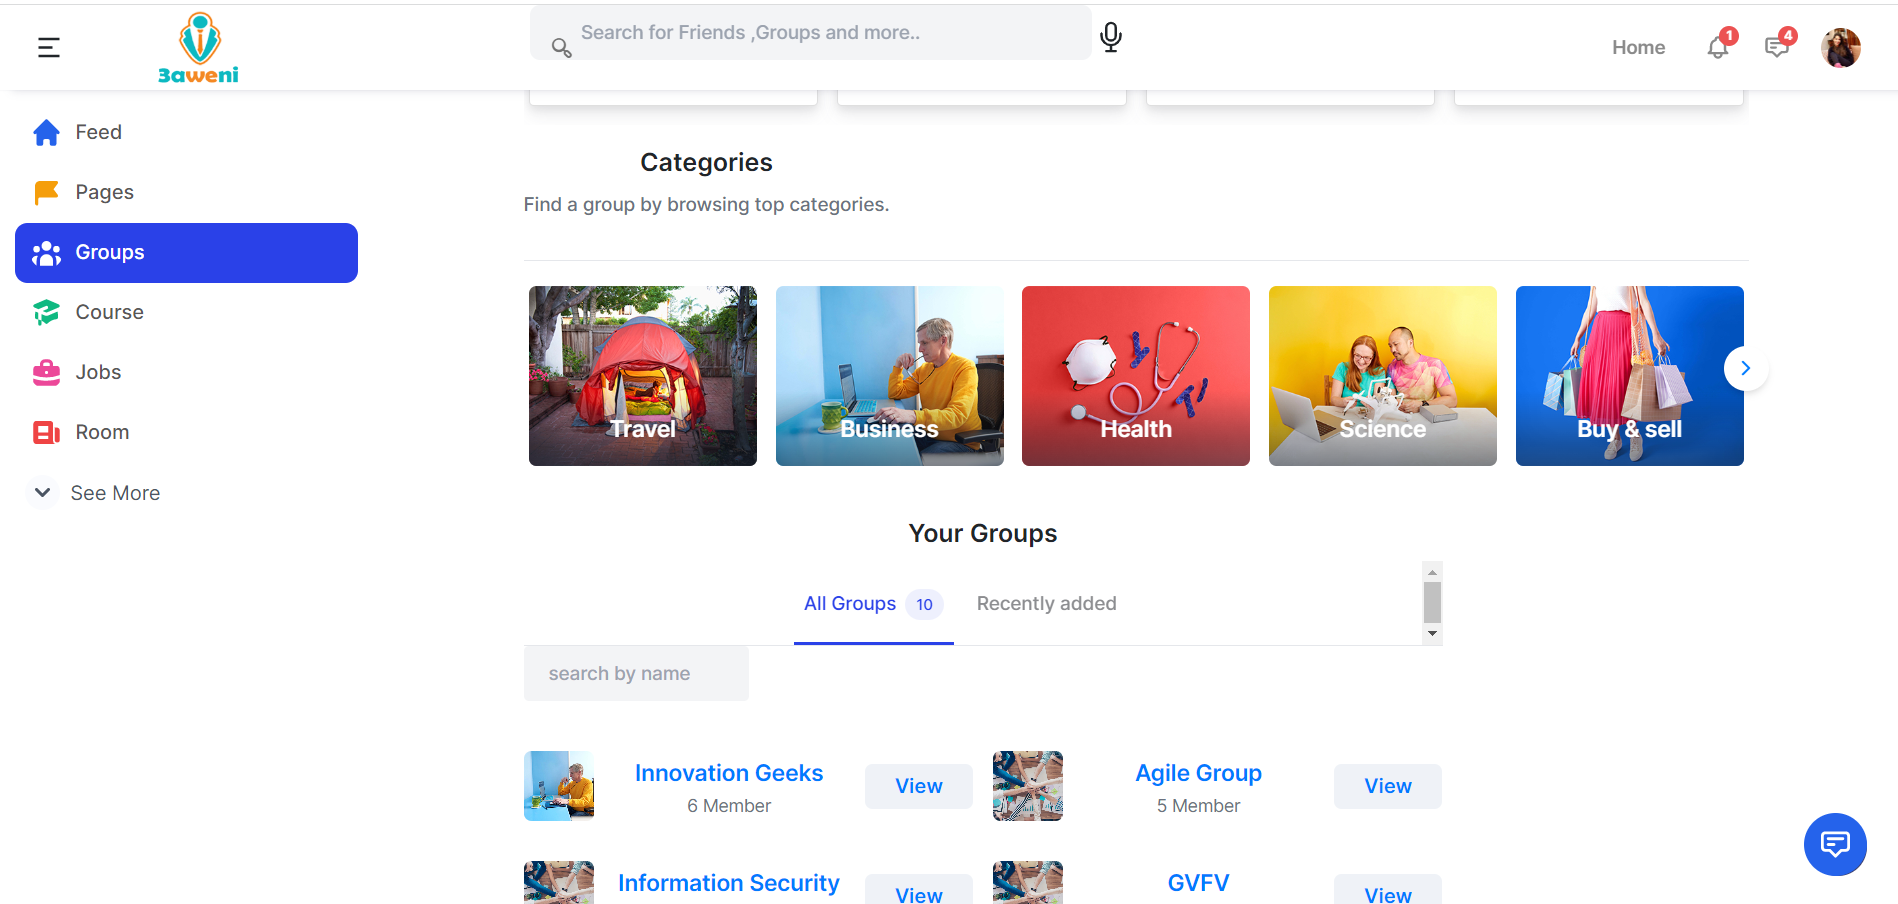 3aweni
Search for Friends ,Groups and more..
Home
1
4
Feed
Pages
Groups
Course
Jobs
Room
See More
Categories
Find a group by browsing top categories.
Travel
Business
Health
Science
Buy & sell
Your Groups
All Groups 10
Recently added
search by name
Innovation Geeks
6 Member
View
Agile Group
5 Member
View
Information Security
View
GVFV
View